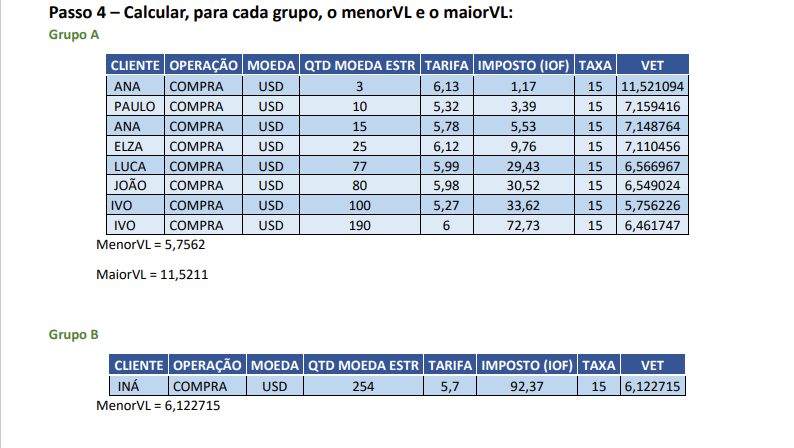 Passo 4 – Calcular, para cada grupo, o menorVL e o maiorVL:
Grupo A
CLIENTE OPERAÇÃO MOEDA QTD MOEDA ESTR TARIFA IMPOSTO (IOF) TAXA VET
ANA COMPRA USD 3 6,13 1,17 15 11,521094
PAULO COMPRA USD 10 5,32 3,39 15 7,159416
ANA COMPRA USD 15 5,78 5,53 15 7,148764
ELZA COMPRA USD 25 6,12 9,76 15 7,110456
LUCA COMPRA USD 77 5,99 29,43 15 6,566967
JOÃO COMPRA USD 80 5,98 30,52 15 6,549024
IVO COMPRA USD 100 5,27 33,62 15 5,756226
IVO COMPRA USD 190 6 72,73 15 6,461747
MenorVL = 5,7562
MaiorVL = 11,5211
Grupo B
CLIENTE OPERAÇÃO MOEDA QTD MOEDA ESTR TARIFA IMPOSTO (IOF) TAXA VET
INÁ COMPRA USD 254 5,7 92,37 15 6,122715
MenorVL = 6,122715